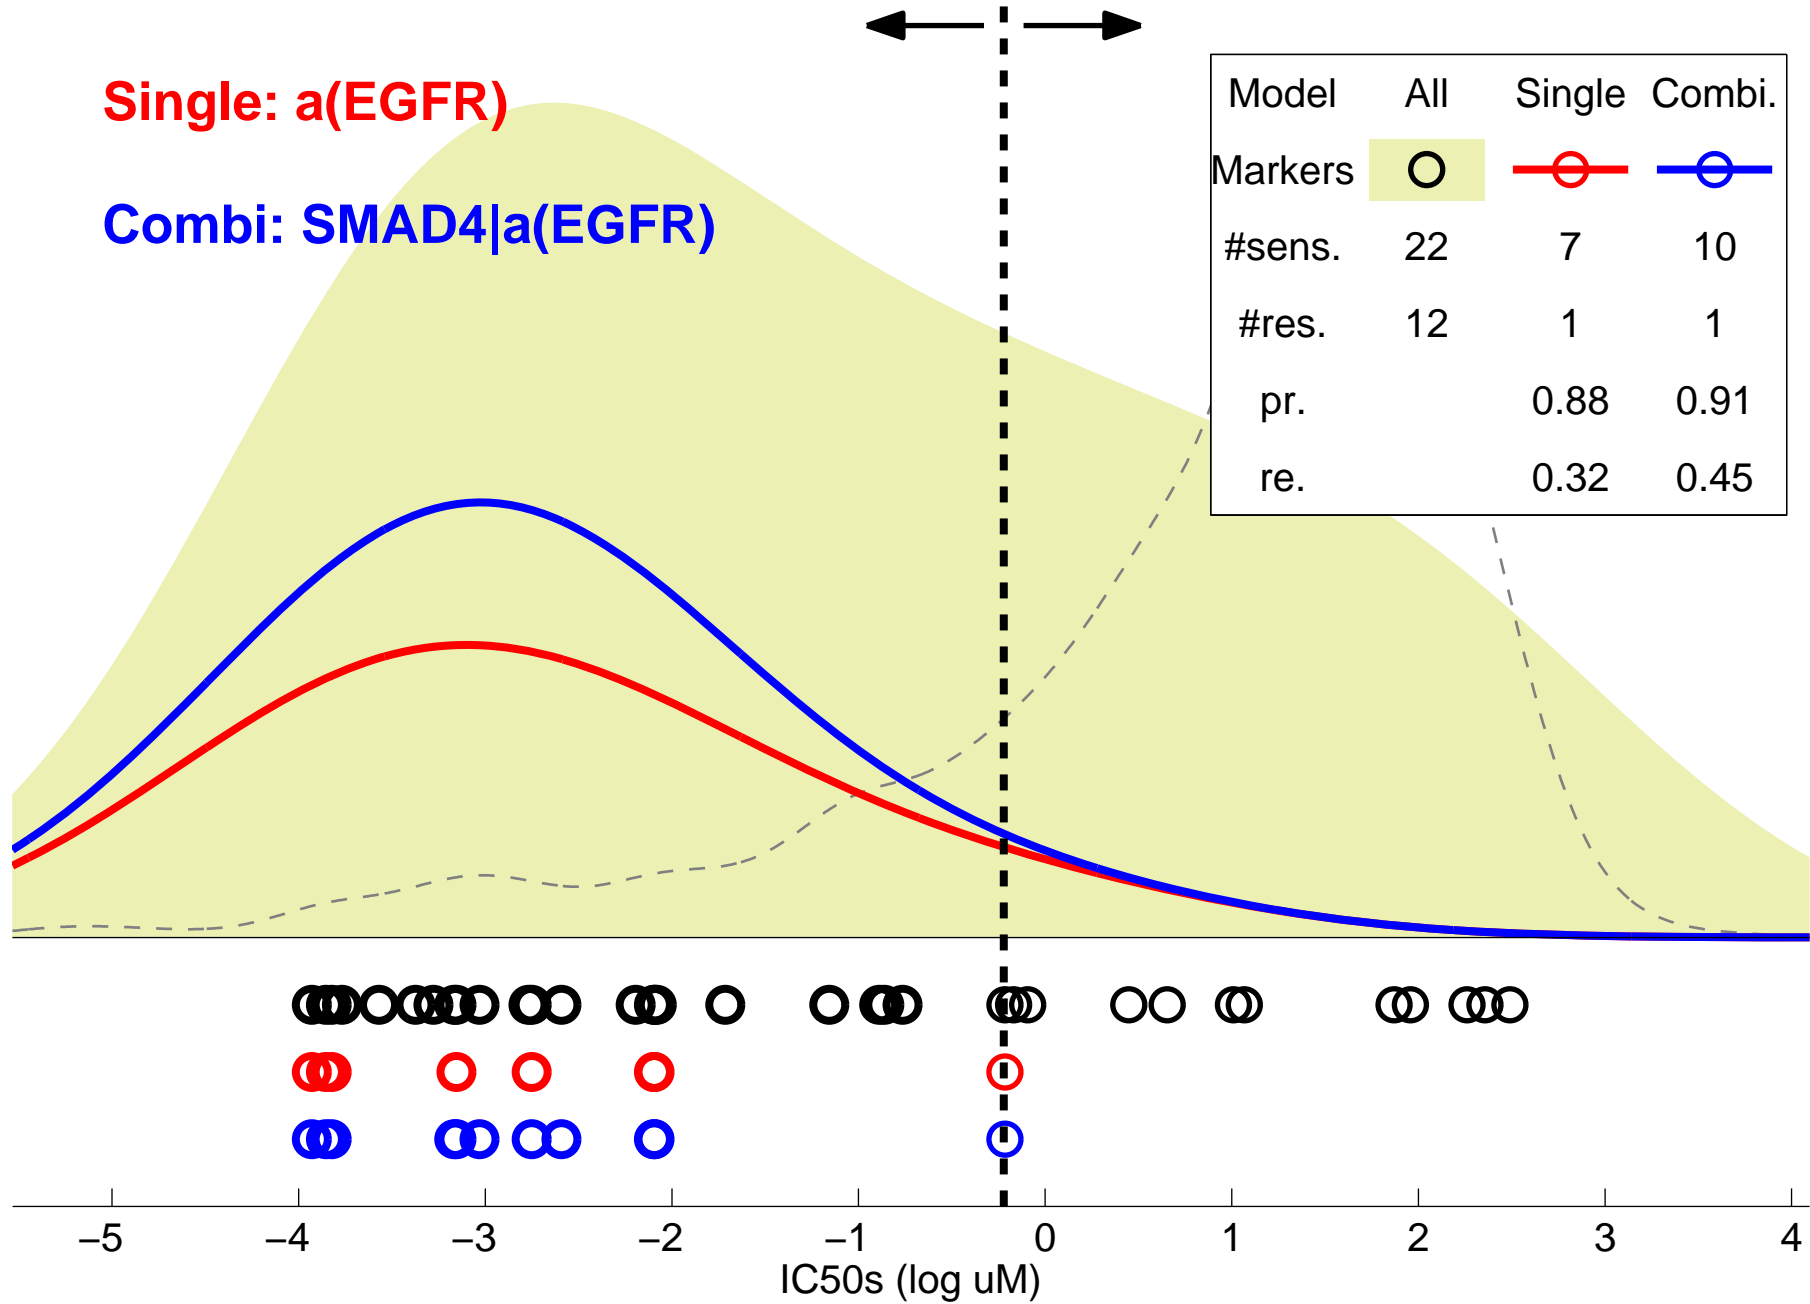 Single: a(EGFR)
Combi: SMAD4|a(EGFR)
Model All Single Combi.
Markers
#sens. 22 7 10
#res. 12 1 1
pr. 0.88 0.91
re. 0.32 0.45
−5 −4 −3 −2 −1 0 1 2 3 4
IC50s (log uM)